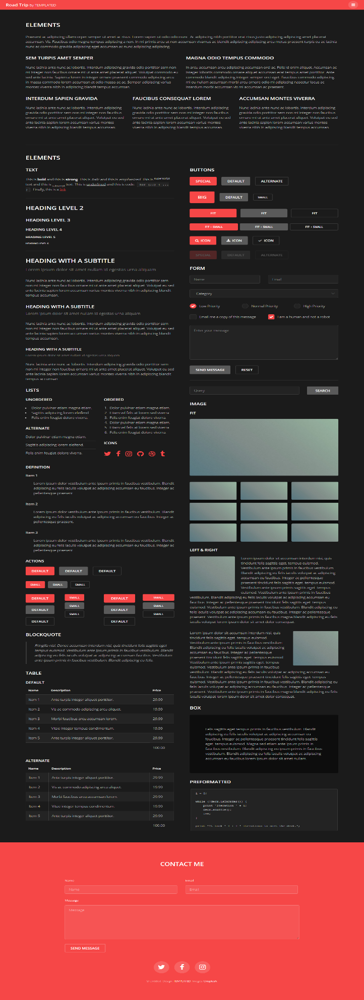 Road Trip by TEMPLATED
ELEMENTS
Praesent ac adipiscing ullamcorper semper ut amet ac risus. Lorem sapien ut odio odio nunc. Ac adipiscing nibh porttitor erat risus justo adipiscing adipiscing amet placerat
accumsan. Vis. Faucibus odio magna tempus adipiscing a non. In mi primis arcu ut non accumsan vivamus ac blandit adipiscing adipiscing arcu metus praesent turpis eu ac lacinia
nunc ac commodo gravida adipiscing eget accumsan ac nunc adipiscing adipiscing.
SEM TURPIS AMET SEMPER
Nunc lacinia ante nunc ac lobortis. Interdum adipiscing gravida odio porttitor sem non
mi integer non faucibus ornare mi ut ante amet placerat aliquet. Volutpat commodo eu
sed ante lacinia. Sapien a lorem in integer ornare praesent commodo adipiscing arcu
in massa commodo lorem accumsan at odio massa ac ac. Semper adipiscing varius
montes viverra nibh in adipiscing blandit tempus accumsan.
MAGNA ODIO TEMPUS COMMODO
In arcu accumsan arcu adipiscing accumsan orci ac. Felis id enim aliquet. Accumsan ac
integer lobortis commodo ornare aliquet accumsan erat tempus amet porttitor. Ante
commodo blandit adipiscing integer semper orci eget. Faucibus commodo adipiscing
mi eu nullam accumsan morbi arcu ornare odio mi adipiscing nascetur lacus ac
interdum morbi accumsan vis mi accumsan ac praesent.
INTERDUM SAPIEN GRAVIDA
Nunc lacinia ante nunc ac lobortis. Interdum adipiscing
gravida odio porttitor sem non mi integer non faucibus
ornare mi ut ante amet placerat aliquet. Volutpat eu sed
ante lacinia sapien lorem accumsan varius montes
viverra nibh in adipiscing blandit tempus accumsan.
FAUCIBUS CONSEQUAT LOREM
Nunc lacinia ante nunc ac lobortis. Interdum adipiscing
gravida odio porttitor sem non mi integer non faucibus
ornare mi ut ante amet placerat aliquet. Volutpat eu sed
ante lacinia sapien lorem accumsan varius montes
viverra nibh in adipiscing blandit tempus accumsan.
ACCUMSAN MONTES VIVERRA
Nunc lacinia ante nunc ac lobortis. Interdum adipiscing
gravida odio porttitor sem non mi integer non faucibus
ornare mi ut ante amet placerat aliquet. Volutpat eu sed
ante lacinia sapien lorem accumsan varius montes
viverra nibh in adipiscing blandit tempus accumsan.
ELEMENTS
TEXT
This is bold and this is strong. This is italic and this is emphasized. This is superscript
text and this is subscript text. This is underlined and this is code: for (;;) { ...
}. Finally, this is a link.
HEADING LEVEL 2
HEADING LEVEL 3
HEADING LEVEL 4
HEADING LEVEL 5
HEADING LEVEL 6
HEADING WITH A SUBTITLE
Lorem ipsum dolor sit amet nullam id egestas urna aliquam
Nunc lacinia ante nunc ac lobortis. Interdum adipiscing gravida odio porttitor sem
non mi integer non faucibus ornare mi ut ante amet placerat aliquet. Volutpat eu sed
ante lacinia sapien lorem accumsan varius montes viverra nibh in adipiscing blandit
tempus accumsan.
HEADING WITH A SUBTITLE
Lorem ipsum dolor sit amet nullam id egestas urna aliquam
Nunc lacinia ante nunc ac lobortis. Interdum adipiscing gravida odio porttitor sem
non mi integer non faucibus ornare mi ut ante amet placerat aliquet. Volutpat eu sed
ante lacinia sapien lorem accumsan varius montes viverra nibh in adipiscing blandit
tempus accumsan.
HEADING WITH A SUBTITLE
Lorem ipsum dolor sit amet nullam id egestas urna aliquam
Nunc lacinia ante nunc ac lobortis. Interdum adipiscing gravida odio porttitor sem
non mi integer non faucibus ornare mi ut ante amet placerat aliquet. Volutpat eu sed
ante lacinia sapien lorem accumsan varius montes viverra nibh in adipiscing blandit
tempus accumsan.
LISTS
UNORDERED
• Dolor pulvinar etiam magna etiam.
• Sagittis adipiscing lorem eleifend.
• Felis enim feugiat dolore viverra.
ALTERNATE
Dolor pulvinar etiam magna etiam.
Sagittis adipiscing lorem eleifend.
Felis enim feugiat dolore viverra.
ORDERED
1. Dolor pulvinar etiam magna etiam.
2. Etiam vel felis at lorem sed viverra.
3. Felis enim feugiat dolore viverra.
4. Dolor pulvinar etiam magna etiam.
5. Etiam vel felis at lorem sed viverra.
6. Felis enim feugiat dolore viverra.
ICONS
DEFINITION
Item 1
Lorem ipsum dolor vestibulum ante ipsum primis in faucibus vestibulum. Blandit
adipiscing eu felis iaculis volutpat ac adipiscing accumsan eu faucibus. Integer ac
pellentesque praesent.
Item 2
Lorem ipsum dolor vestibulum ante ipsum primis in faucibus vestibulum. Blandit
adipiscing eu felis iaculis volutpat ac adipiscing accumsan eu faucibus. Integer ac
pellentesque praesent.
Item 3
Lorem ipsum dolor vestibulum ante ipsum primis in faucibus vestibulum. Blandit
adipiscing eu felis iaculis volutpat ac adipiscing accumsan eu faucibus. Integer ac
pellentesque praesent.
ACTIONS
DEFAULT DEFAULT DEFAULT
SMALL SMALL SMALL
DEFAULT SMALL DEFAULT SMALL
DEFAULT SMALL DEFAULT SMALL
DEFAULT SMALL DEFAULT SMALL
BLOCKQUOTE
Fringilla nisl. Donec accumsan interdum nisi, quis tincidunt felis sagittis eget
tempus euismod. Vestibulum ante ipsum primis in faucibus vestibulum. Blandit
adipiscing eu felis iaculis volutpat ac adipiscing accumsan faucibus. Vestibulum
ante ipsum primis in faucibus vestibulum. Blandit adipiscing eu felis.
TABLE
DEFAULT
Name Description Price
Item 1 Ante turpis integer aliquet porttitor. 29.99
Item 2 Vis ac commodo adipiscing arcu aliquet. 19.99
Item 3 Morbi faucibus arcu accumsan lorem. 29.99
Item 4 Vitae integer tempus condimentum. 19.99
Item 5 Ante turpis integer aliquet porttitor. 29.99
100.00
ALTERNATE
Name Description Price
Item 1 Ante turpis integer aliquet porttitor. 29.99
Item 2 Vis ac commodo adipiscing arcu aliquet. 19.99
Item 3 Morbi faucibus arcu accumsan lorem. 29.99
Item 4 Vitae integer tempus condimentum. 19.99
Item 5 Ante turpis integer aliquet porttitor. 29.99
100.00
BUTTONS
SPECIAL DEFAULT ALTERNATE
BIG DEFAULT SMALL
FIT FIT FIT
FIT + SMALL FIT + SMALL FIT + SMALL
ICON ICON ICON
SPECIAL DEFAULT ALTERNATE
FORM
Name Email
Category
Low Priority Normal Priority High Priority
Email me a copy of this message I am a human and not a robot
Enter your message
SEND MESSAGE RESET
Query SEARCH
IMAGE
FIT
LEFT & RIGHT
Lorem ipsum dolor sit accumsan interdum nisi, quis
tincidunt felis sagittis eget. tempus euismod.
Vestibulum ante ipsum primis in faucibus vestibulum.
Blandit adipiscing eu felis iaculis volutpat ac
adipiscing accumsan eu faucibus. Integer ac pellentesque
praesent tincidunt felis sagittis eget. tempus
euismod. Vestibulum ante ipsum primis sagittis eget. tempus
euismod. Vestibulum ante ipsum primis in faucibus
vestibulum. Blandit adipiscing eu felis iaculis volutpat ac adipiscing accumsan eu
faucibus. Integer ac pellentesque praesent tincidunt felis sagittis eget. tempus
euismod. Vestibulum ante ipsum primis in faucibus vestibulum. Blandit adipiscing eu
felis iaculis volutpat ac adipiscing accumsan eu faucibus. Integer ac pellentesque
praesent. Vestibulum ante ipsum primis in faucibus magna blandit adipiscing eu felis
iaculis volutpat lorem ipsum dolor sit amet dolor consequat.
Lorem ipsum dolor sit accumsan interdum nisi, quis
tincidunt felis sagittis eget. tempus euismod.
Vestibulum ante ipsum primis in faucibus vestibulum.
Blandit adipiscing eu felis iaculis volutpat ac
adipiscing accumsan eu faucibus. Integer ac pellentesque
praesent tincidunt felis sagittis eget. tempus euismod.
Vestibulum ante ipsum primis sagittis eget. tempus
euismod. Vestibulum ante ipsum primis in faucibus
vestibulum. Blandit adipiscing eu felis iaculis volutpat ac adipiscing accumsan eu
faucibus. Integer ac pellentesque praesent tincidunt felis sagittis eget. tempus
euismod. Vestibulum ante ipsum primis in faucibus vestibulum. Blandit adipiscing eu
felis iaculis volutpat ac adipiscing accumsan eu faucibus. Integer ac pellentesque
praesent. Vestibulum ante ipsum primis in faucibus magna blandit adipiscing eu felis
iaculis volutpat lorem ipsum dolor sit amet dolor consequat.
BOX
Felis sagittis eget tempus primis in faucibus vestibulum. Blandit
adipiscing eu felis iaculis volutpat ac adipiscing accumsan eu
faucibus. Integer ac pellentesque praesent tincidunt felis sagittis
eget. tempus euismod. Magna sed etiam ante ipsum primis in
faucibus vestibulum. Blandit adipiscing eu ipsum primis in faucibus
vestibulum. Blandit adipiscing eu felis iaculis volutpat ac adipiscing
accumsan eu faucibus lorem ipsum dolor sit amet nullam.
PREFORMATTED
i = 0;
while (!deck.isInOrder()) {
print 'Iteration ' + i;
deck.shuffle();
i++;
}
print 'It took ' + i + ' iterations to sort the deck.';
CONTACT ME
Name Email
Name Email
Message
Message
SEND MESSAGE
© Untitled. Design: TEMPLATED. Images: Unsplash.